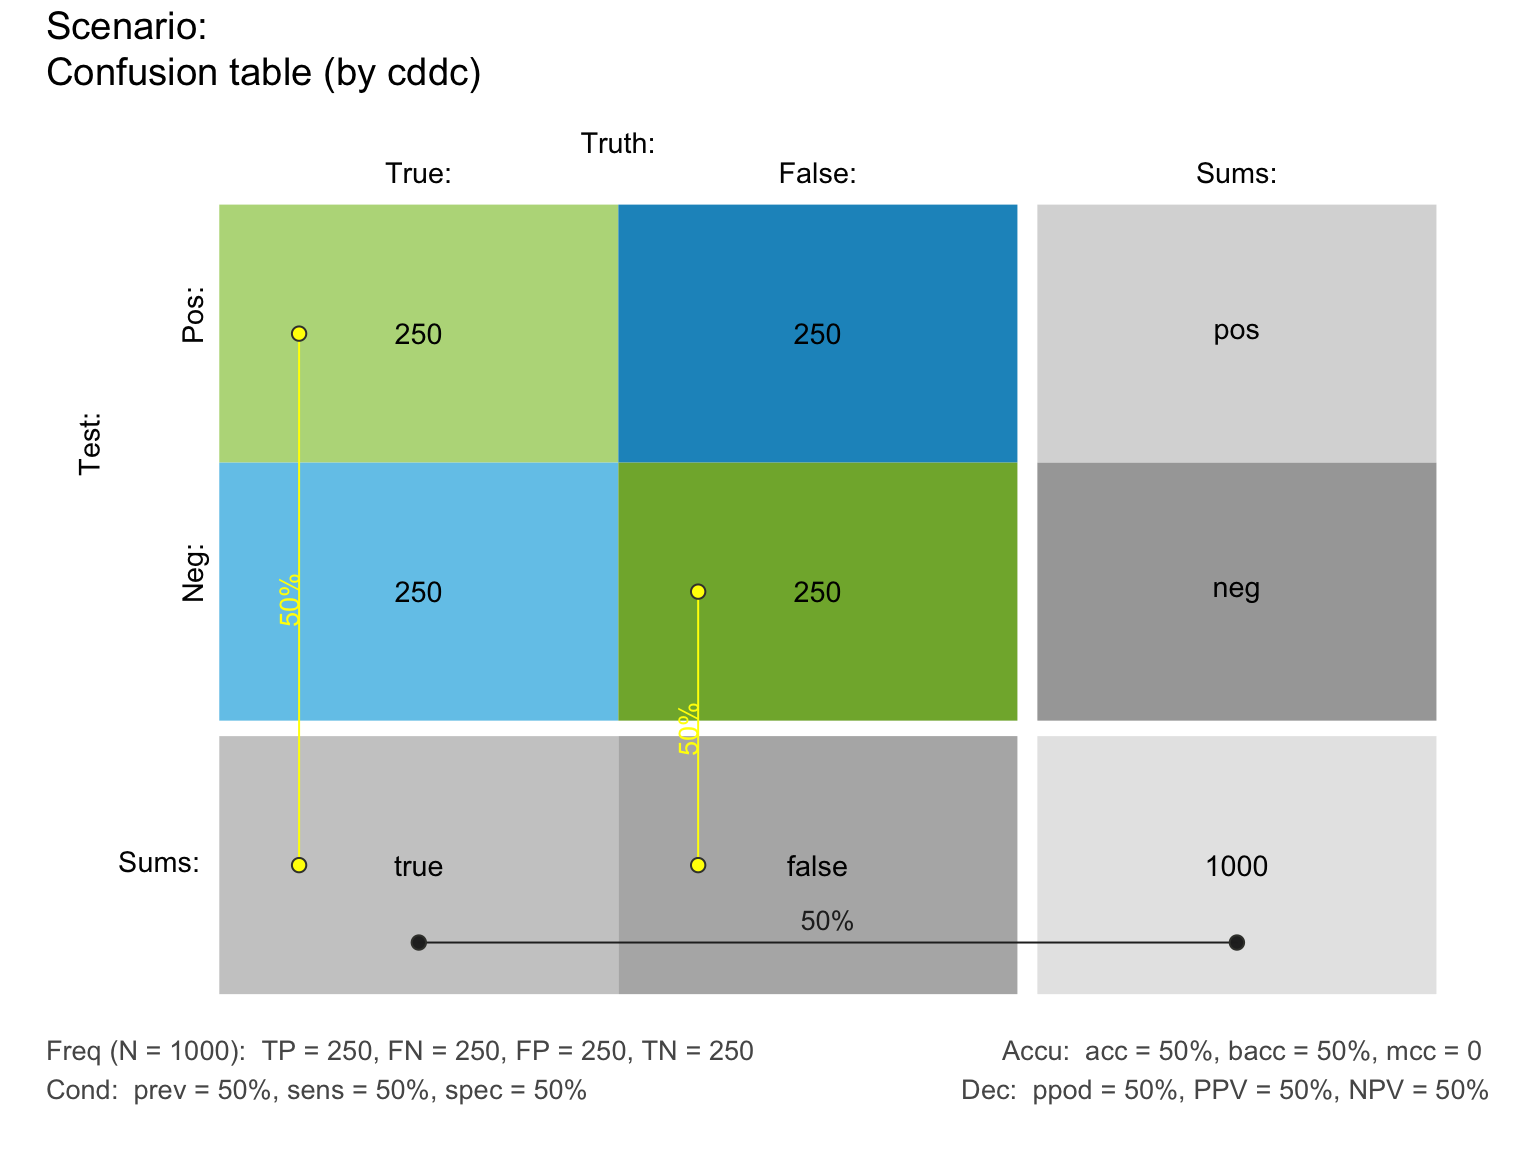 Scenario:
Confusion table (by cddc)
Truth:
True: False: Sums:
Pos: 250 250 pos
Test:
Neg: 250 250 neg
50%
50%
Sums: true false 1000
50%
Freq (N = 1000):  TP = 250, FN = 250, FP = 250, TN = 250
Accu:  acc = 50%, bacc = 50%, mcc = 0
Cond:  prev = 50%, sens = 50%, spec = 50%
Dec:  ppod = 50%, PPV = 50%, NPV = 50%